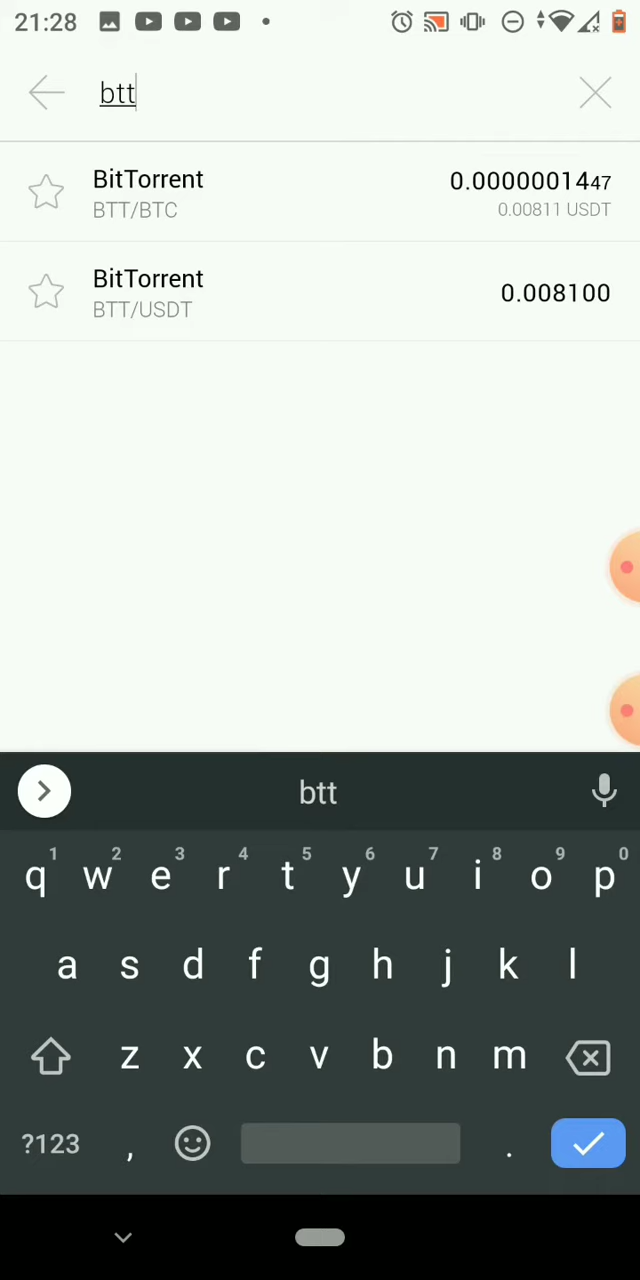 21:28
btt
BitTorrent 0.0000001447
BTT/BTC 0.00811 USDT
BitTorrent
BTT/USDT 0.008100
btt
1 2 3 4 5 6 7 8 9 0
q w e r t y u i o p
a s d f g h j k l
z x c v b n m
?123 , .